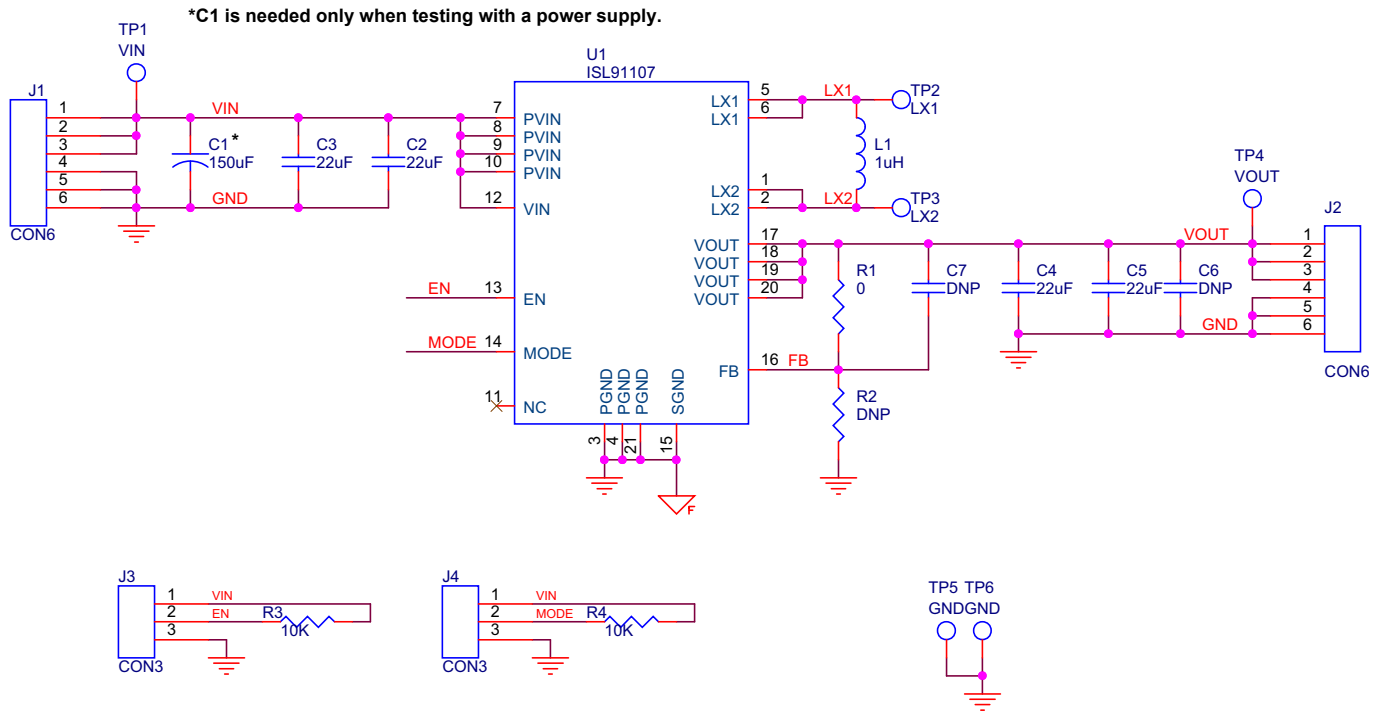 *C1 is needed only when testing with a power supply.
TP1
VIN
J1
1
2
3
4
5
6
CON6
VIN
C1 *
150uF
C3
22uF
C2
22uF
GND
U1
ISL91107
7
8
9
10
12
13
14
11
PVIN
PVIN
PVIN
PVIN
VIN
EN
EN
MODE
MODE
NC
PGND
PGND
PGND
SGND
3
4
21
15
F
LX1
LX1
LX2
LX2
VOUT
VOUT
VOUT
VOUT
FB
5
6
1
2
17
18
19
20
16
LX1
TP2
LX1
L1
1uH
LX2
TP3
LX2
FB
R1
0
C7
DNP
R2
DNP
C4
22uF
C5
22uF
C6
DNP
VOUT
GND
TP4
VOUT
J2
1
2
3
4
5
6
CON6
J3
1
2
3
CON3
VIN
EN
R3
10K
J4
1
2
3
CON3
VIN
MODE
R4
10K
TP5 TP6
GND GND